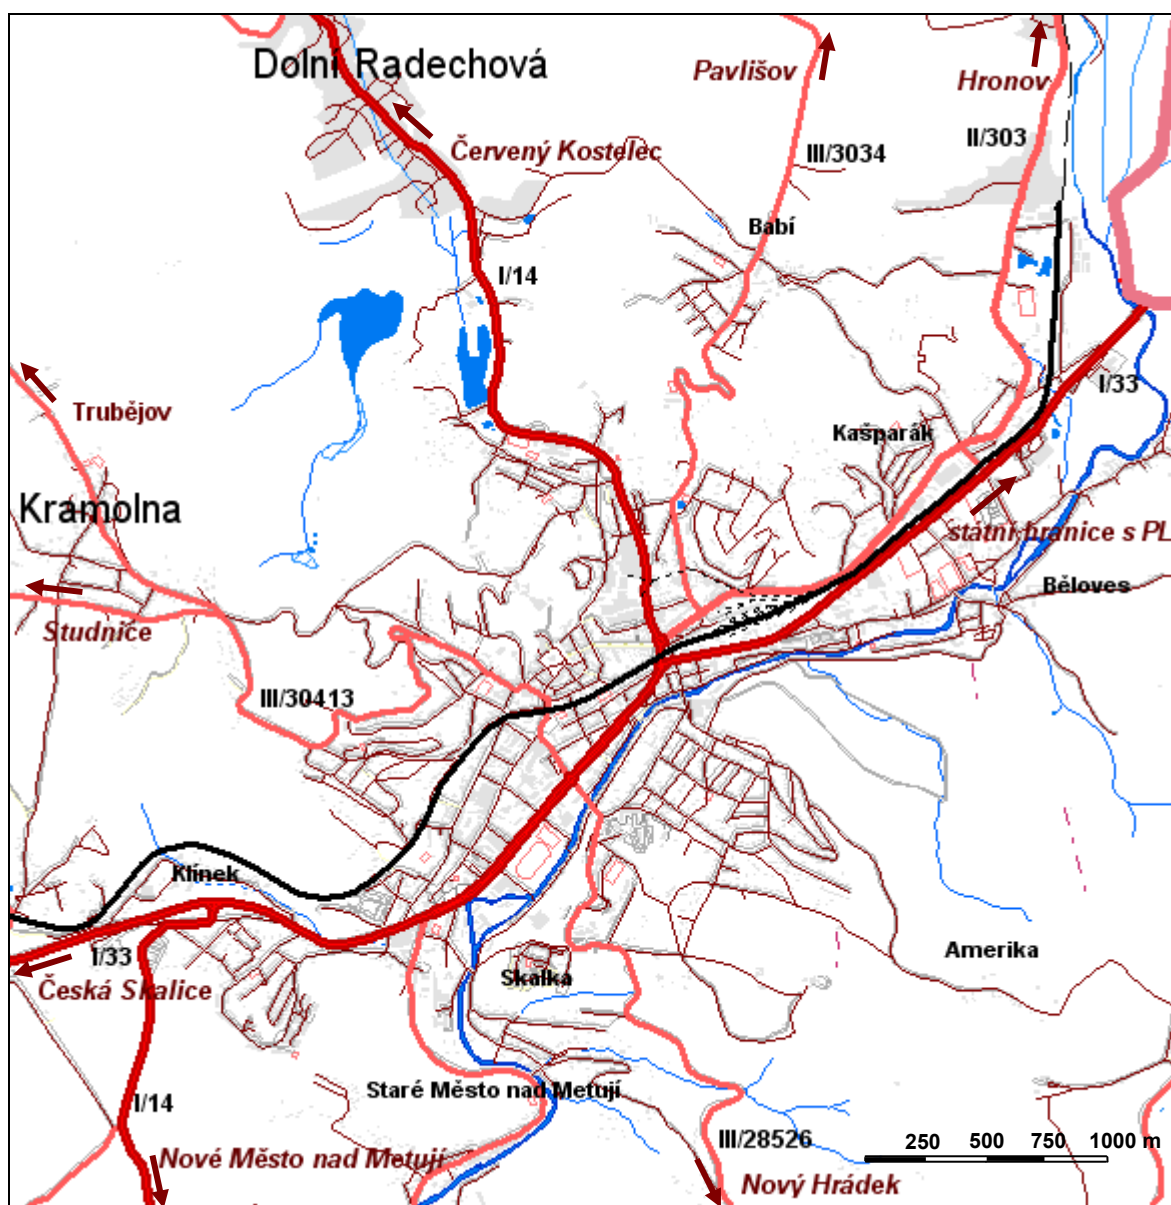 Dolní Radechová
Pavlišov
Hronov
Červený Kostelec
III/3034
II/303
Babí
I/14
I/33
Trubějov
Kašparák
Kramolna
státní hranice s PL
Běloves
Studnice
III/30413
Klínek
I/33
Česká Skalice
Skalka
Amerika
Staré Město nad Metují
I/14
III/28526
250 500 750 1000 m
Nové Město nad Metují
Nový Hrádek